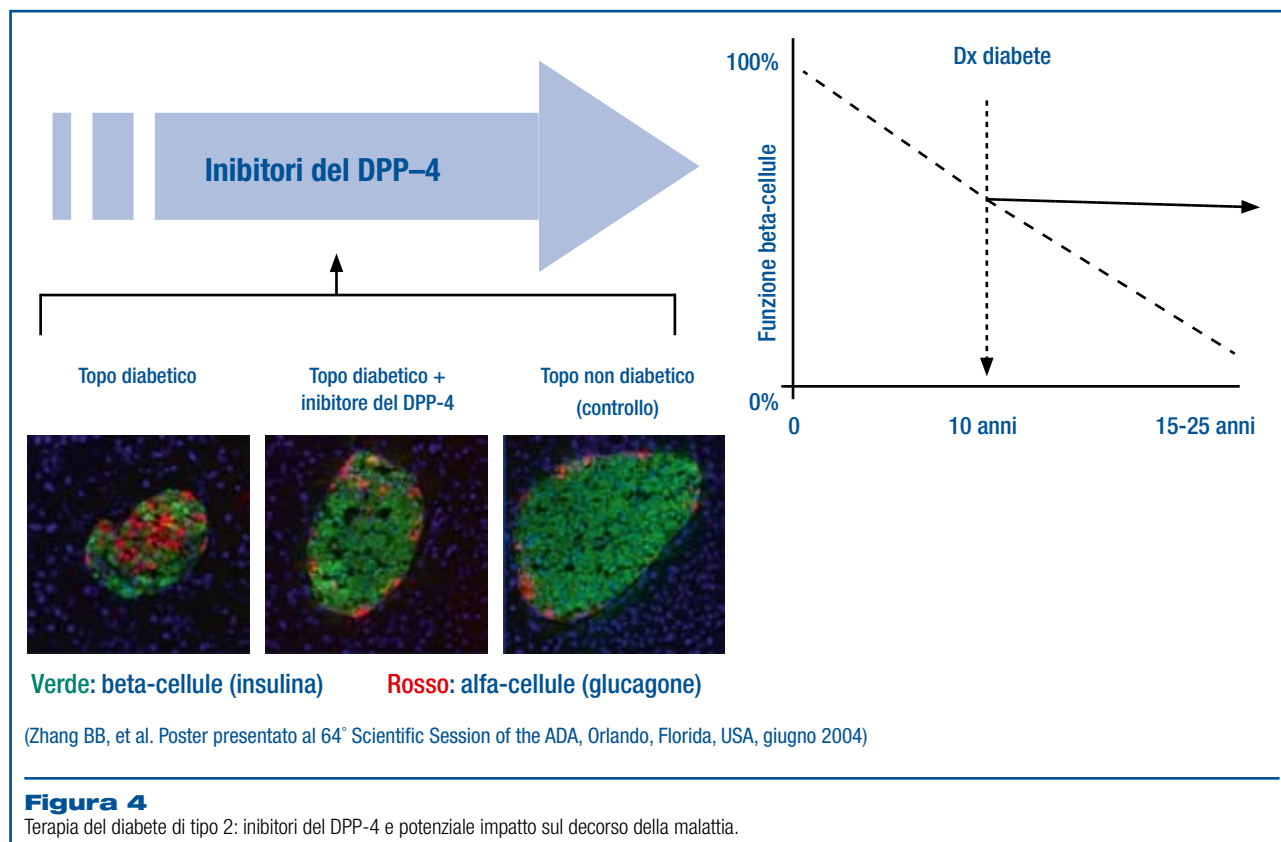 Inibitori del DPP–4
Topo diabetico
Topo diabetico +
inibitore del DPP-4
Topo non diabetico
(controllo)
Verde: beta-cellule (insulina)
Rosso: alfa-cellule (glucagone)
(Zhang BB, et al. Poster presentato al 64° Scientific Session of the ADA, Orlando, Florida, USA, giugno 2004)
100%
Dx diabete
Funzione beta-cellule
0%
0
10 anni
15-25 anni
Figura 4
Terapia del diabete di tipo 2: inibitori del DPP-4 e potenziale impatto sul decorso della malattia.